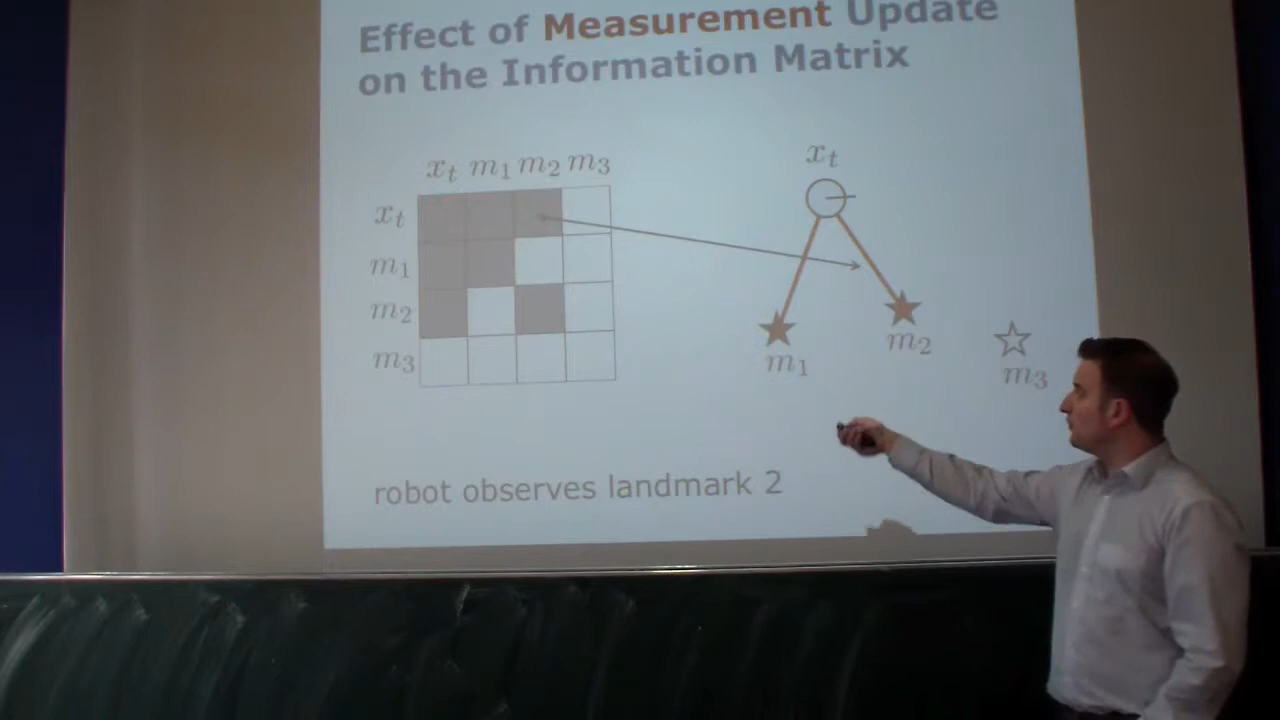 Effect of Measurement Update
on the Information Matrix
x_t m_1 m_2 m_3
x_t
m_1
m_2
m_3
x_t
m_1
m_2
m_3
robot observes landmark 2